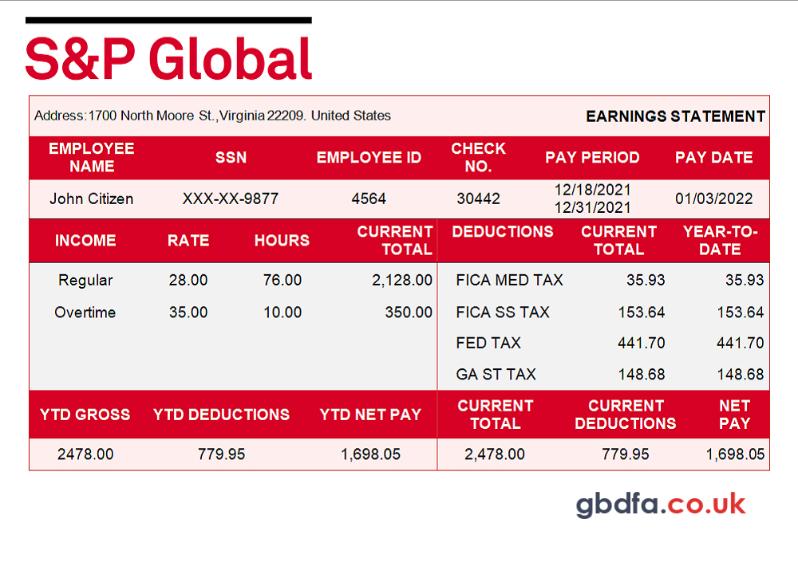 S&P Global
Address:1700 North Moore St.,Virginia 22209. United States EARNINGS STATEMENT
EMPLOYEE NAME SSN EMPLOYEE ID CHECK NO. PAY PERIOD PAY DATE
John Citizen XXX-XX-9877 4564 30442 12/18/2021 12/31/2021 01/03/2022
INCOME RATE HOURS CURRENT TOTAL DEDUCTIONS CURRENT TOTAL YEAR-TO-DATE
Regular 28.00 76.00 2,128.00 FICA MED TAX 35.93 35.93
Overtime 35.00 10.00 350.00 FICA SS TAX 153.64 153.64
FED TAX 441.70 441.70
GA ST TAX 148.68 148.68
YTD GROSS YTD DEDUCTIONS YTD NET PAY CURRENT TOTAL CURRENT DEDUCTIONS NET PAY
2478.00 779.95 1,698.05 2,478.00 779.95 1,698.05
gbdfa.co.uk